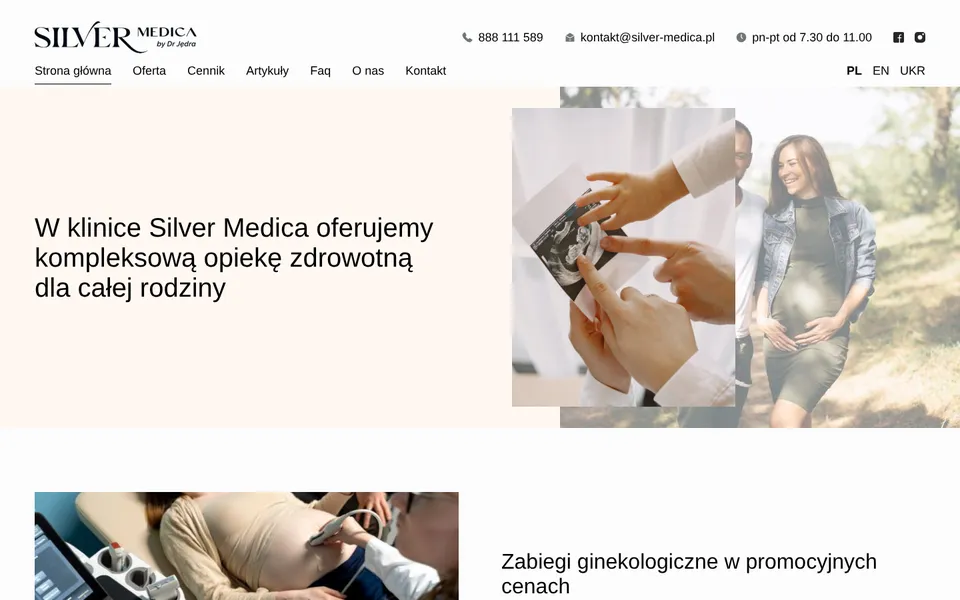 SILVER MEDICA
by Dr Jędra
888 111 589
kontakt@silver-medica.pl
pn-pt od 7.30 do 11.00
Strona główna
Oferta
Cennik
Artykuły
Faq
O nas
Kontakt
PL
EN
UKR
W klinice Silver Medica oferujemy
kompleksową opiekę zdrowotną
dla całej rodziny
Zabiegi ginekologiczne w promocyjnych
cenach